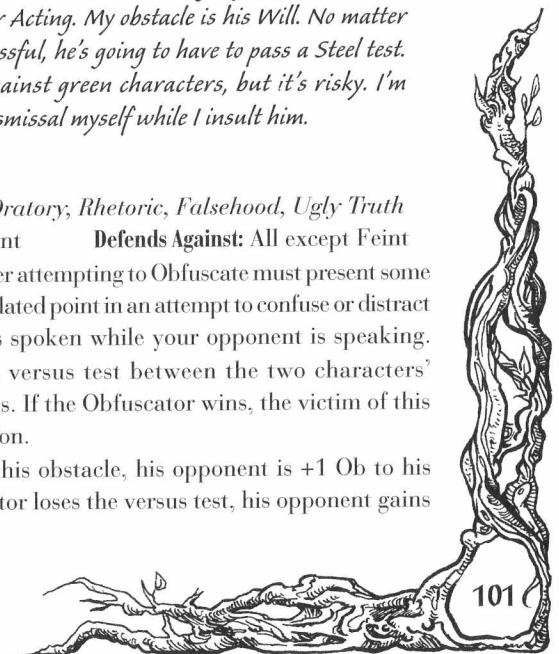 r Acting. My obstacle is his Will. No matter
ssful, he's going to have to pass a Steel test.
ainst green characters, but it's risky. I'm
smissal myself while I insult him.
Oratory, Rhetoric, Falsehood, Ugly Truth
nt Defends Against: All except Feint
er attempting to Obfuscate must present some
lated point in an attempt to confuse or distract
s spoken while your opponent is speaking.
versus test between the two characters'
s. If the Obfuscator wins, the victim of this
on.
his obstacle, his opponent is +1 Ob to his
tor loses the versus test, his opponent gains
101